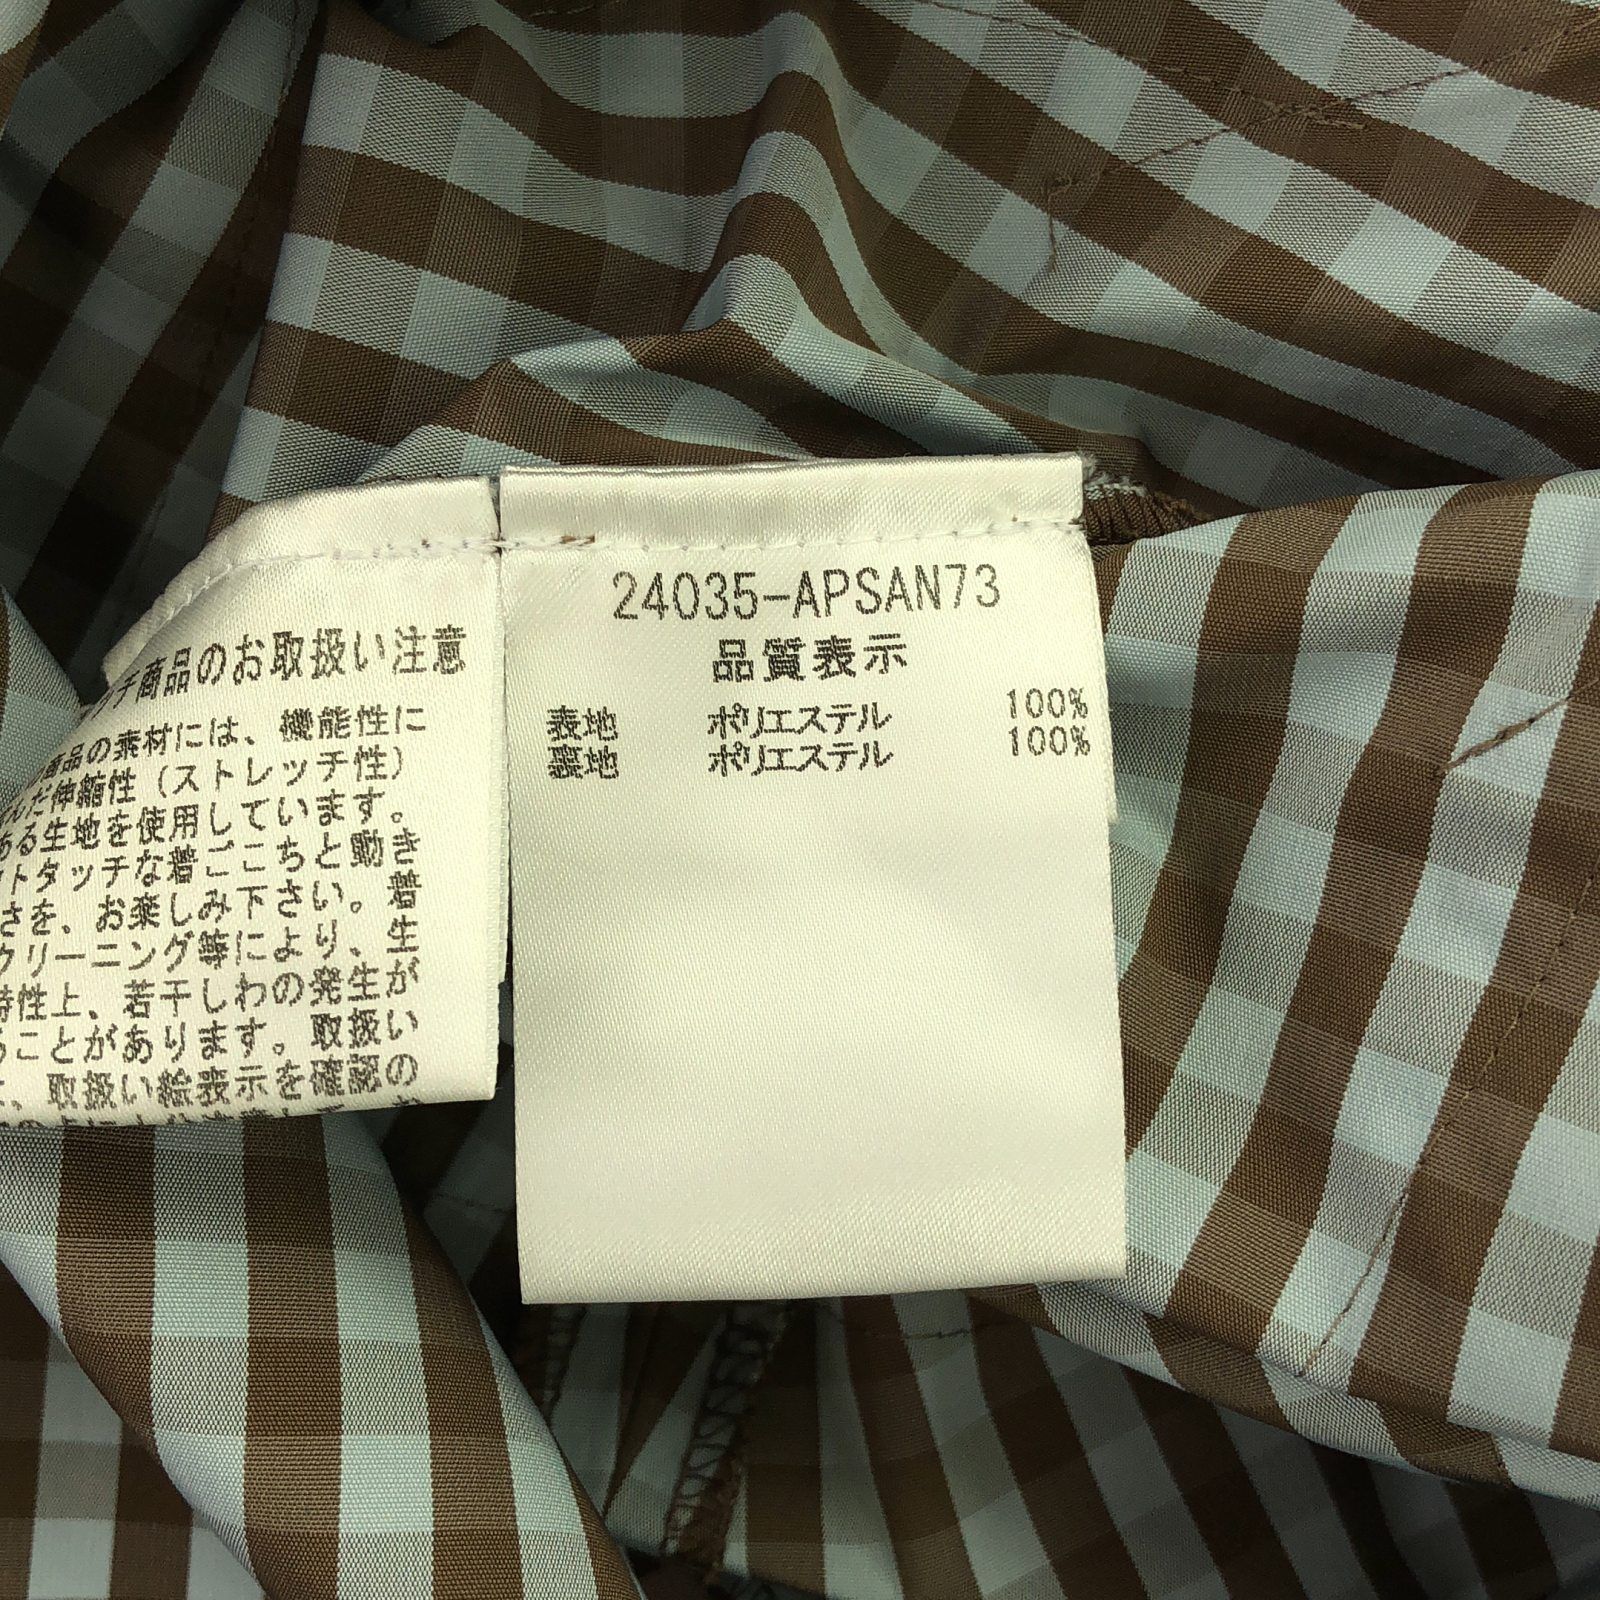 24035-APSAN73
品質表示
表地 ポリエステル 100%
裏地 ポリエステル 100%
ッチ商品のお取扱い注意
商品の素材には、機能性に
んだ伸縮性（ストレッチ性）
ある生地を使用しています。
トタッチな着ごこちと動き
さを、お楽しみ下さい。着
クリーニング等により、生
特性上、若干しわの発生が
ることがあります。取扱い
、取扱い絵表示を確認の